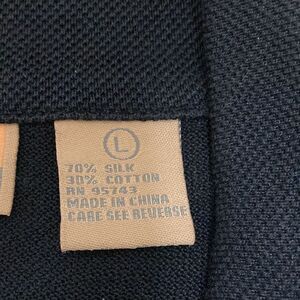 L
70% SILK
30% COTTON
RN 95743
MADE IN CHINA
CARE SEE REVERSE